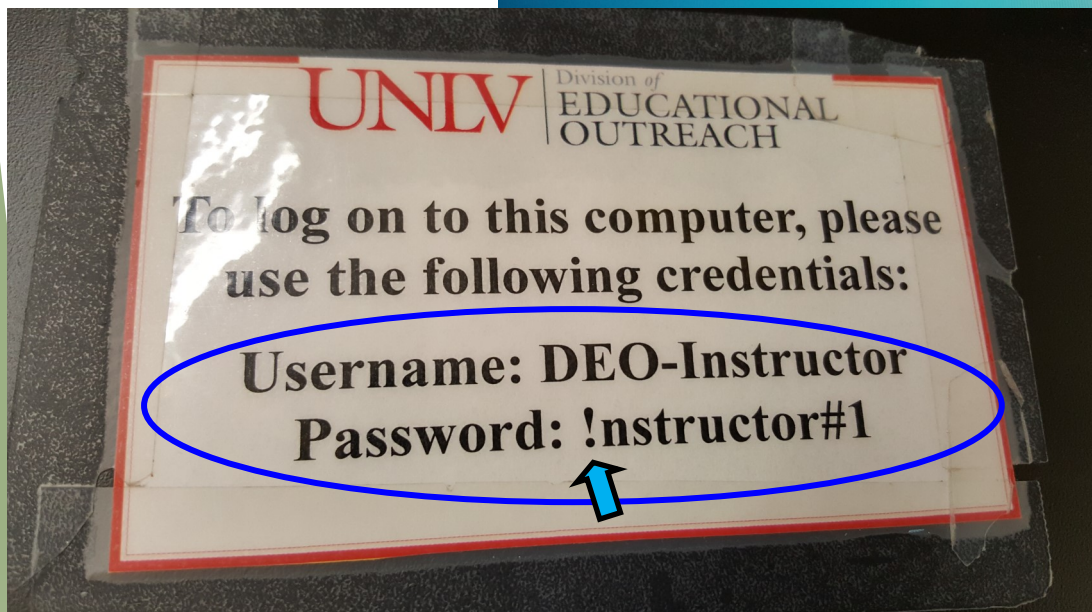 UNLV
Division of
EDUCATIONAL
OUTREACH
To log on to this computer, please
use the following credentials:
Username: DEO-Instructor
Password: !nstructor#1